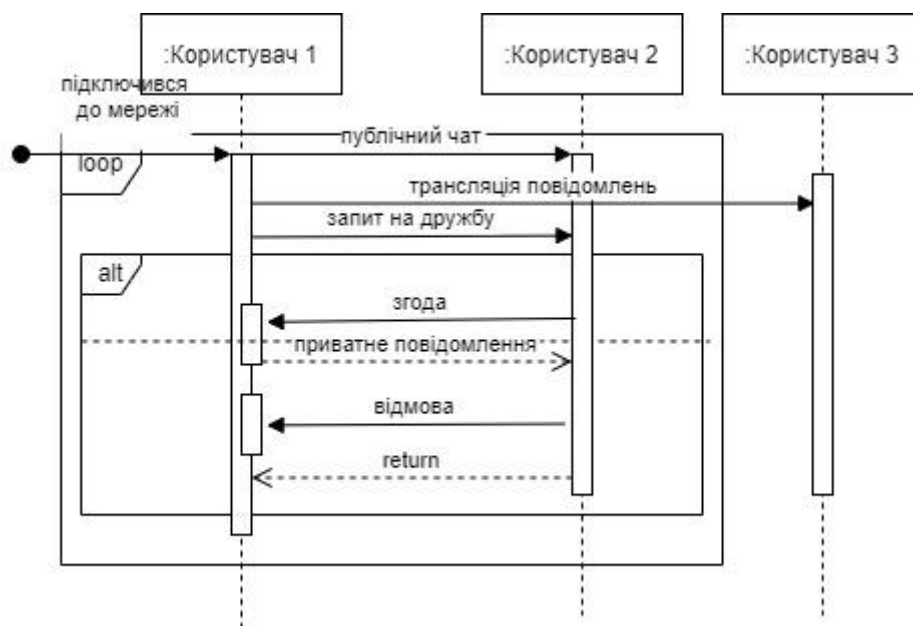 :Користувач 1
:Користувач 2
:Користувач 3
підключився
до мережі
публічний чат
loop
трансляція повідомлень
запит на дружбу
alt
згода
приватне повідомлення
відмова
return